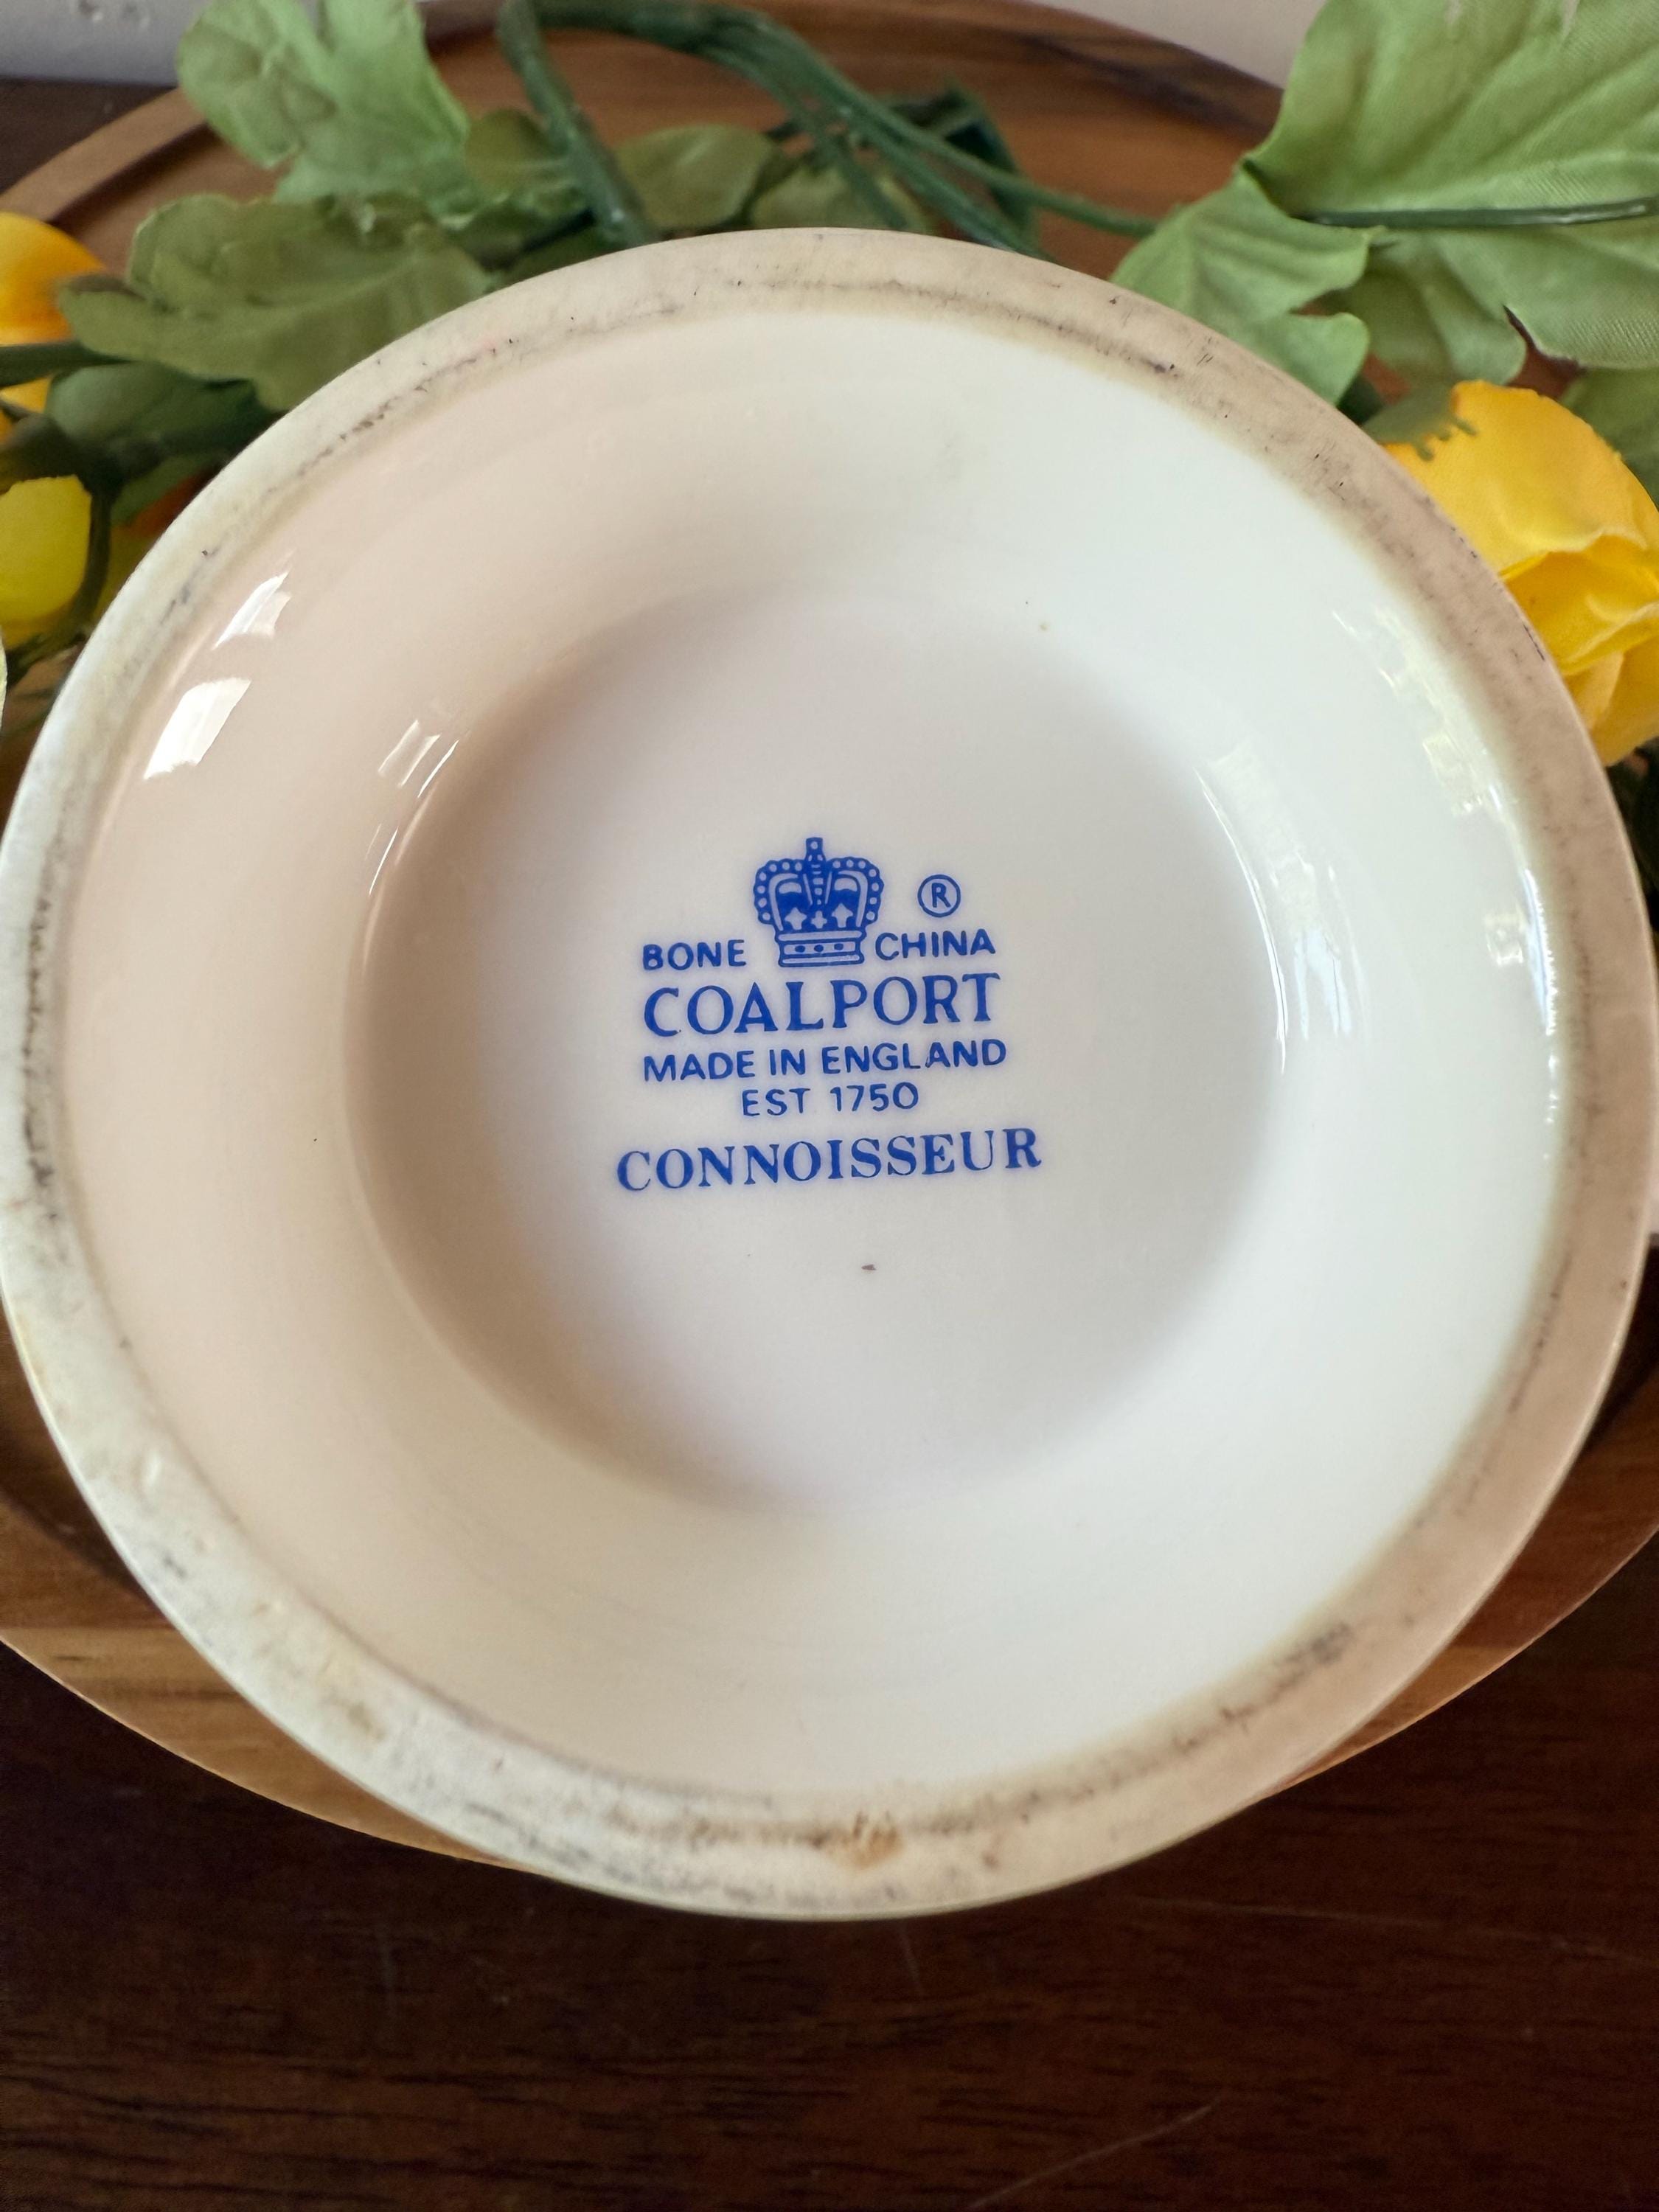 ®
BONE CHINA
COALPORT
MADE IN ENGLAND
EST 1750
CONNOISSEUR